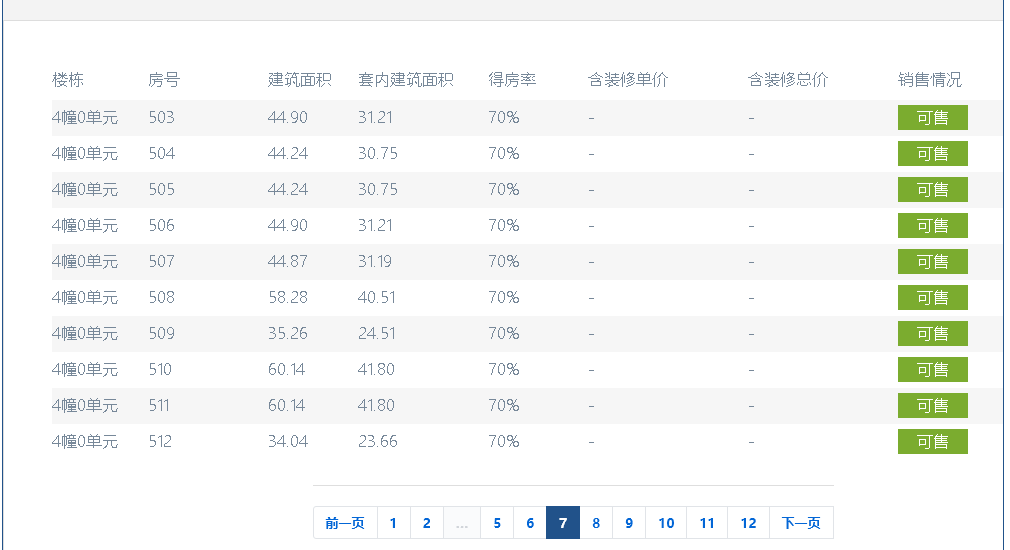 楼栋 房号 建筑面积 套内建筑面积 得房率 含装修单价 含装修总价 销售情况
4幢0单元 503 44.90 31.21 70% - - 可售
4幢0单元 504 44.24 30.75 70% - - 可售
4幢0单元 505 44.24 30.75 70% - - 可售
4幢0单元 506 44.90 31.21 70% - - 可售
4幢0单元 507 44.87 31.19 70% - - 可售
4幢0单元 508 58.28 40.51 70% - - 可售
4幢0单元 509 35.26 24.51 70% - - 可售
4幢0单元 510 60.14 41.80 70% - - 可售
4幢0单元 511 60.14 41.80 70% - - 可售
4幢0单元 512 34.04 23.66 70% - - 可售
前一页 1 2 ... 5 6 7 8 9 10 11 12 下一页